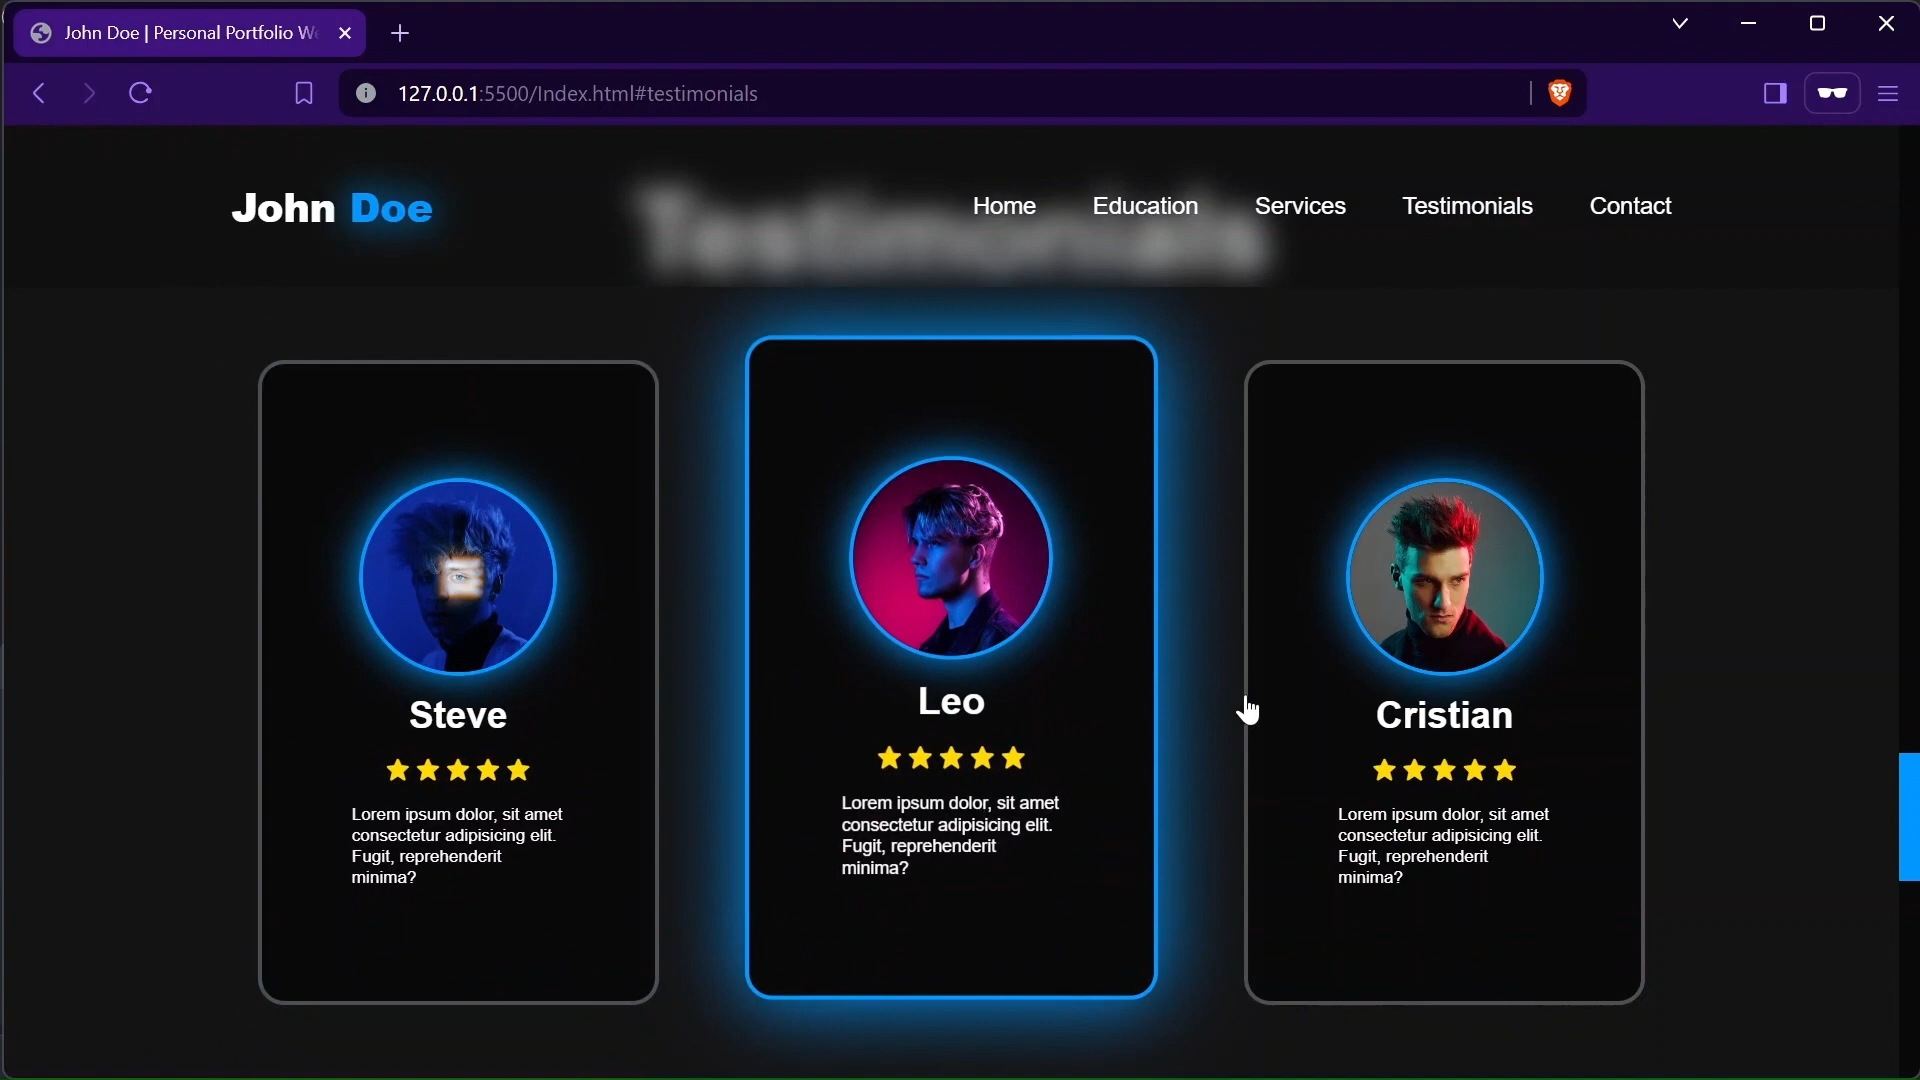 John Doe | Personal Portfolio We
127.0.0.1:5500/Index.html#testimonials
John Doe
Testimonials
Home
Education
Services
Testimonials
Contact
Steve
Lorem ipsum dolor, sit amet
consectetur adipisicing elit.
Fugit, reprehenderit
minima?
Leo
Lorem ipsum dolor, sit amet
consectetur adipisicing elit.
Fugit, reprehenderit
minima?
Cristian
Lorem ipsum dolor, sit amet
consectetur adipisicing elit.
Fugit, reprehenderit
minima?